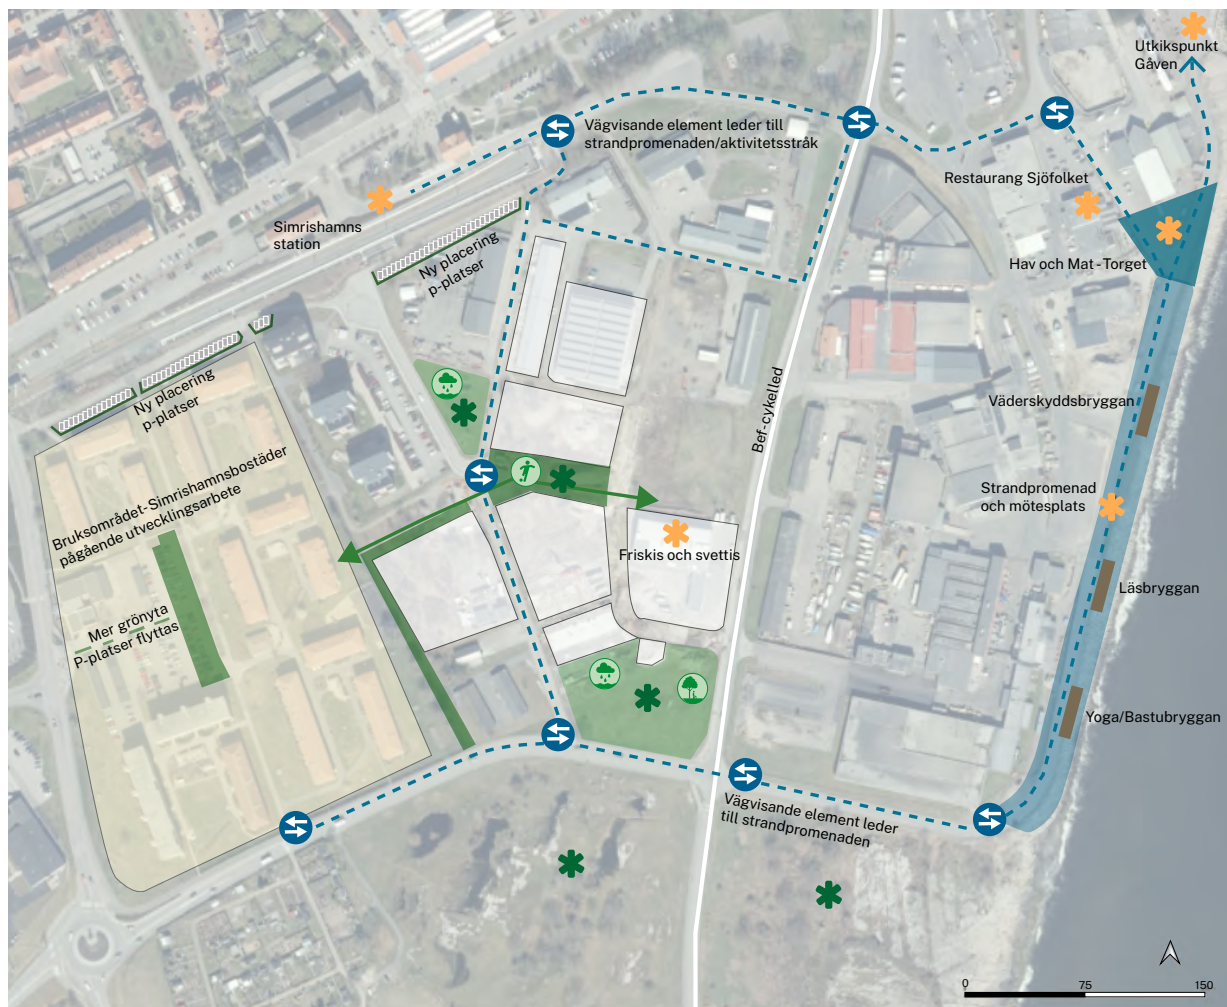 Utkikspunkt
Gåven
Vägvisande element leder till
strandpromenaden/aktivitetsstråk
Restaurang Sjöfolket
Simrishamns
station
Ny placering
p-platser
Hav och Mat-Torget
Ny placering
p-platser
Bef-cykelled
Väderskyddsbryggan
Bruksområdet-Simrishamnsbostäder
pågående utvecklingsarbete
Strandpromenad
och mötesplats
Friskis och svettis
Läsbryggan
Mer grönyta
P-platser flyttas
Yoga/Bastubryggan
Vägvisande element leder
till strandpromenaden
0 75 150